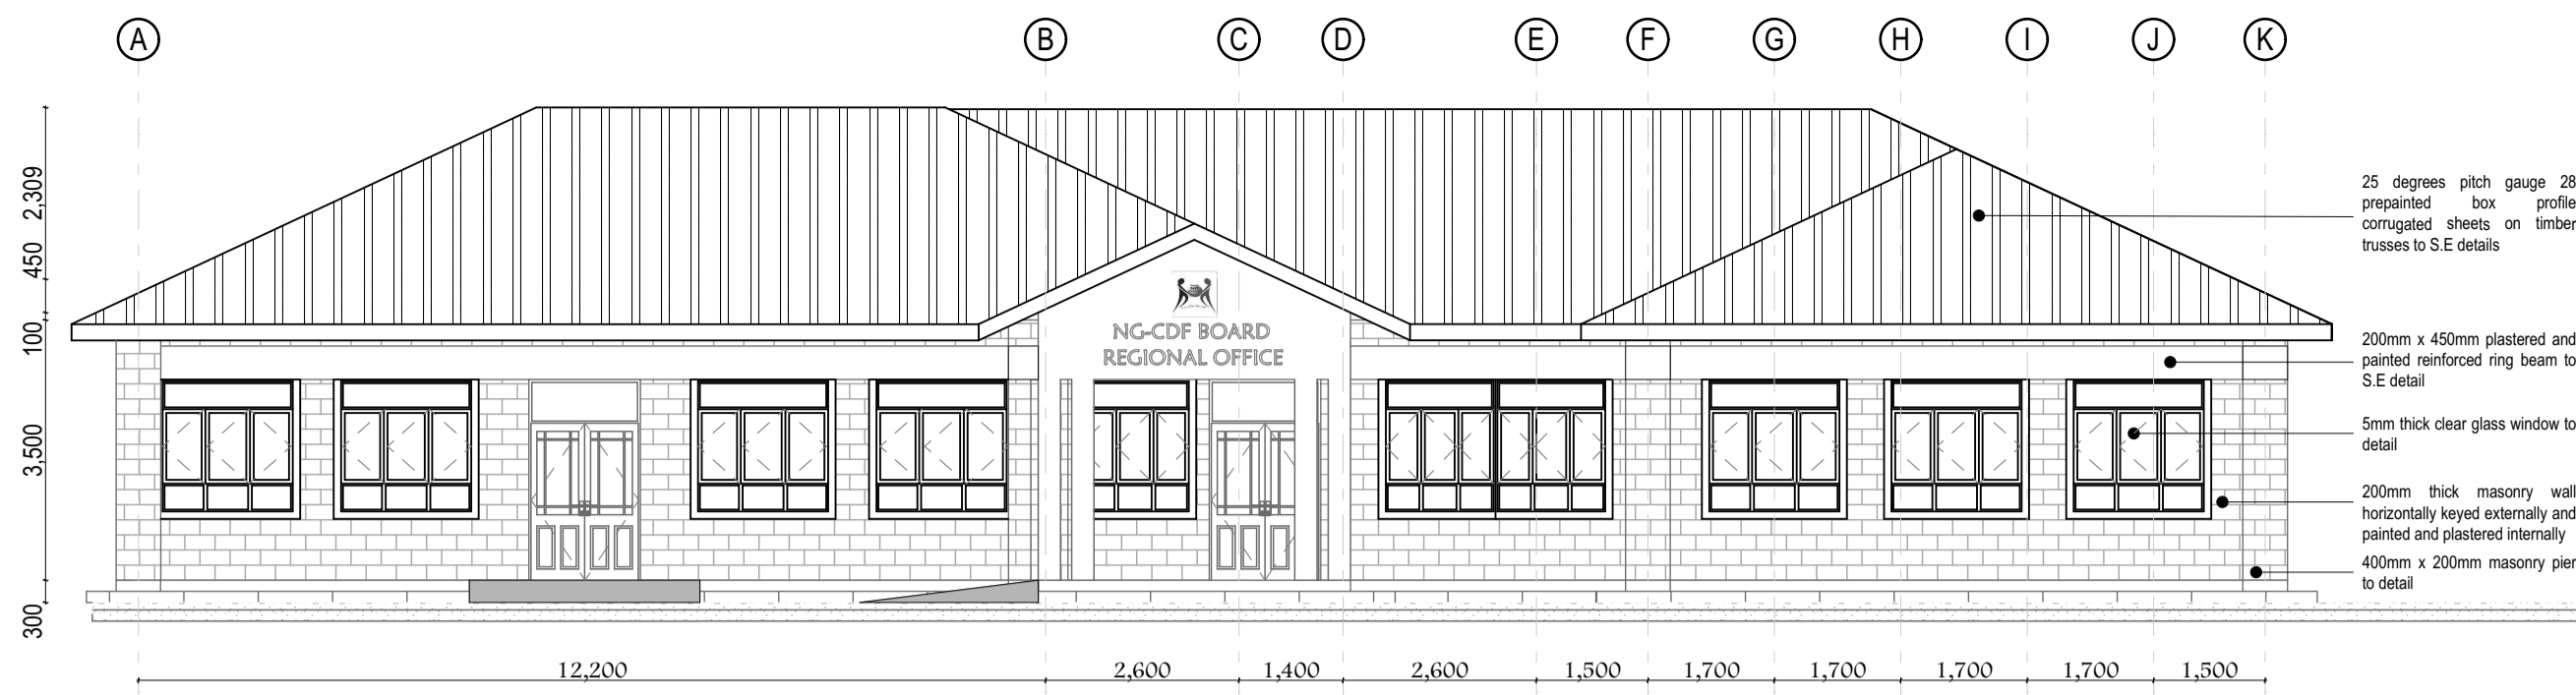 A B C D E F G H I J K
2,309
450
100
3,500
300
NG-CDF BOARD
REGIONAL OFFICE
25 degrees pitch gauge 28
prepainted box profile
corrugated sheets on timber
trusses to S.E details
200mm x 450mm plastered and
painted reinforced ring beam to
S.E detail
5mm thick clear glass window to
detail
200mm thick masonry wall
horizontally keyed externally and
painted and plastered internally
400mm x 200mm masonry pier
to detail
12,200 2,600 1,400 2,600 1,500 1,700 1,700 1,700 1,700 1,500